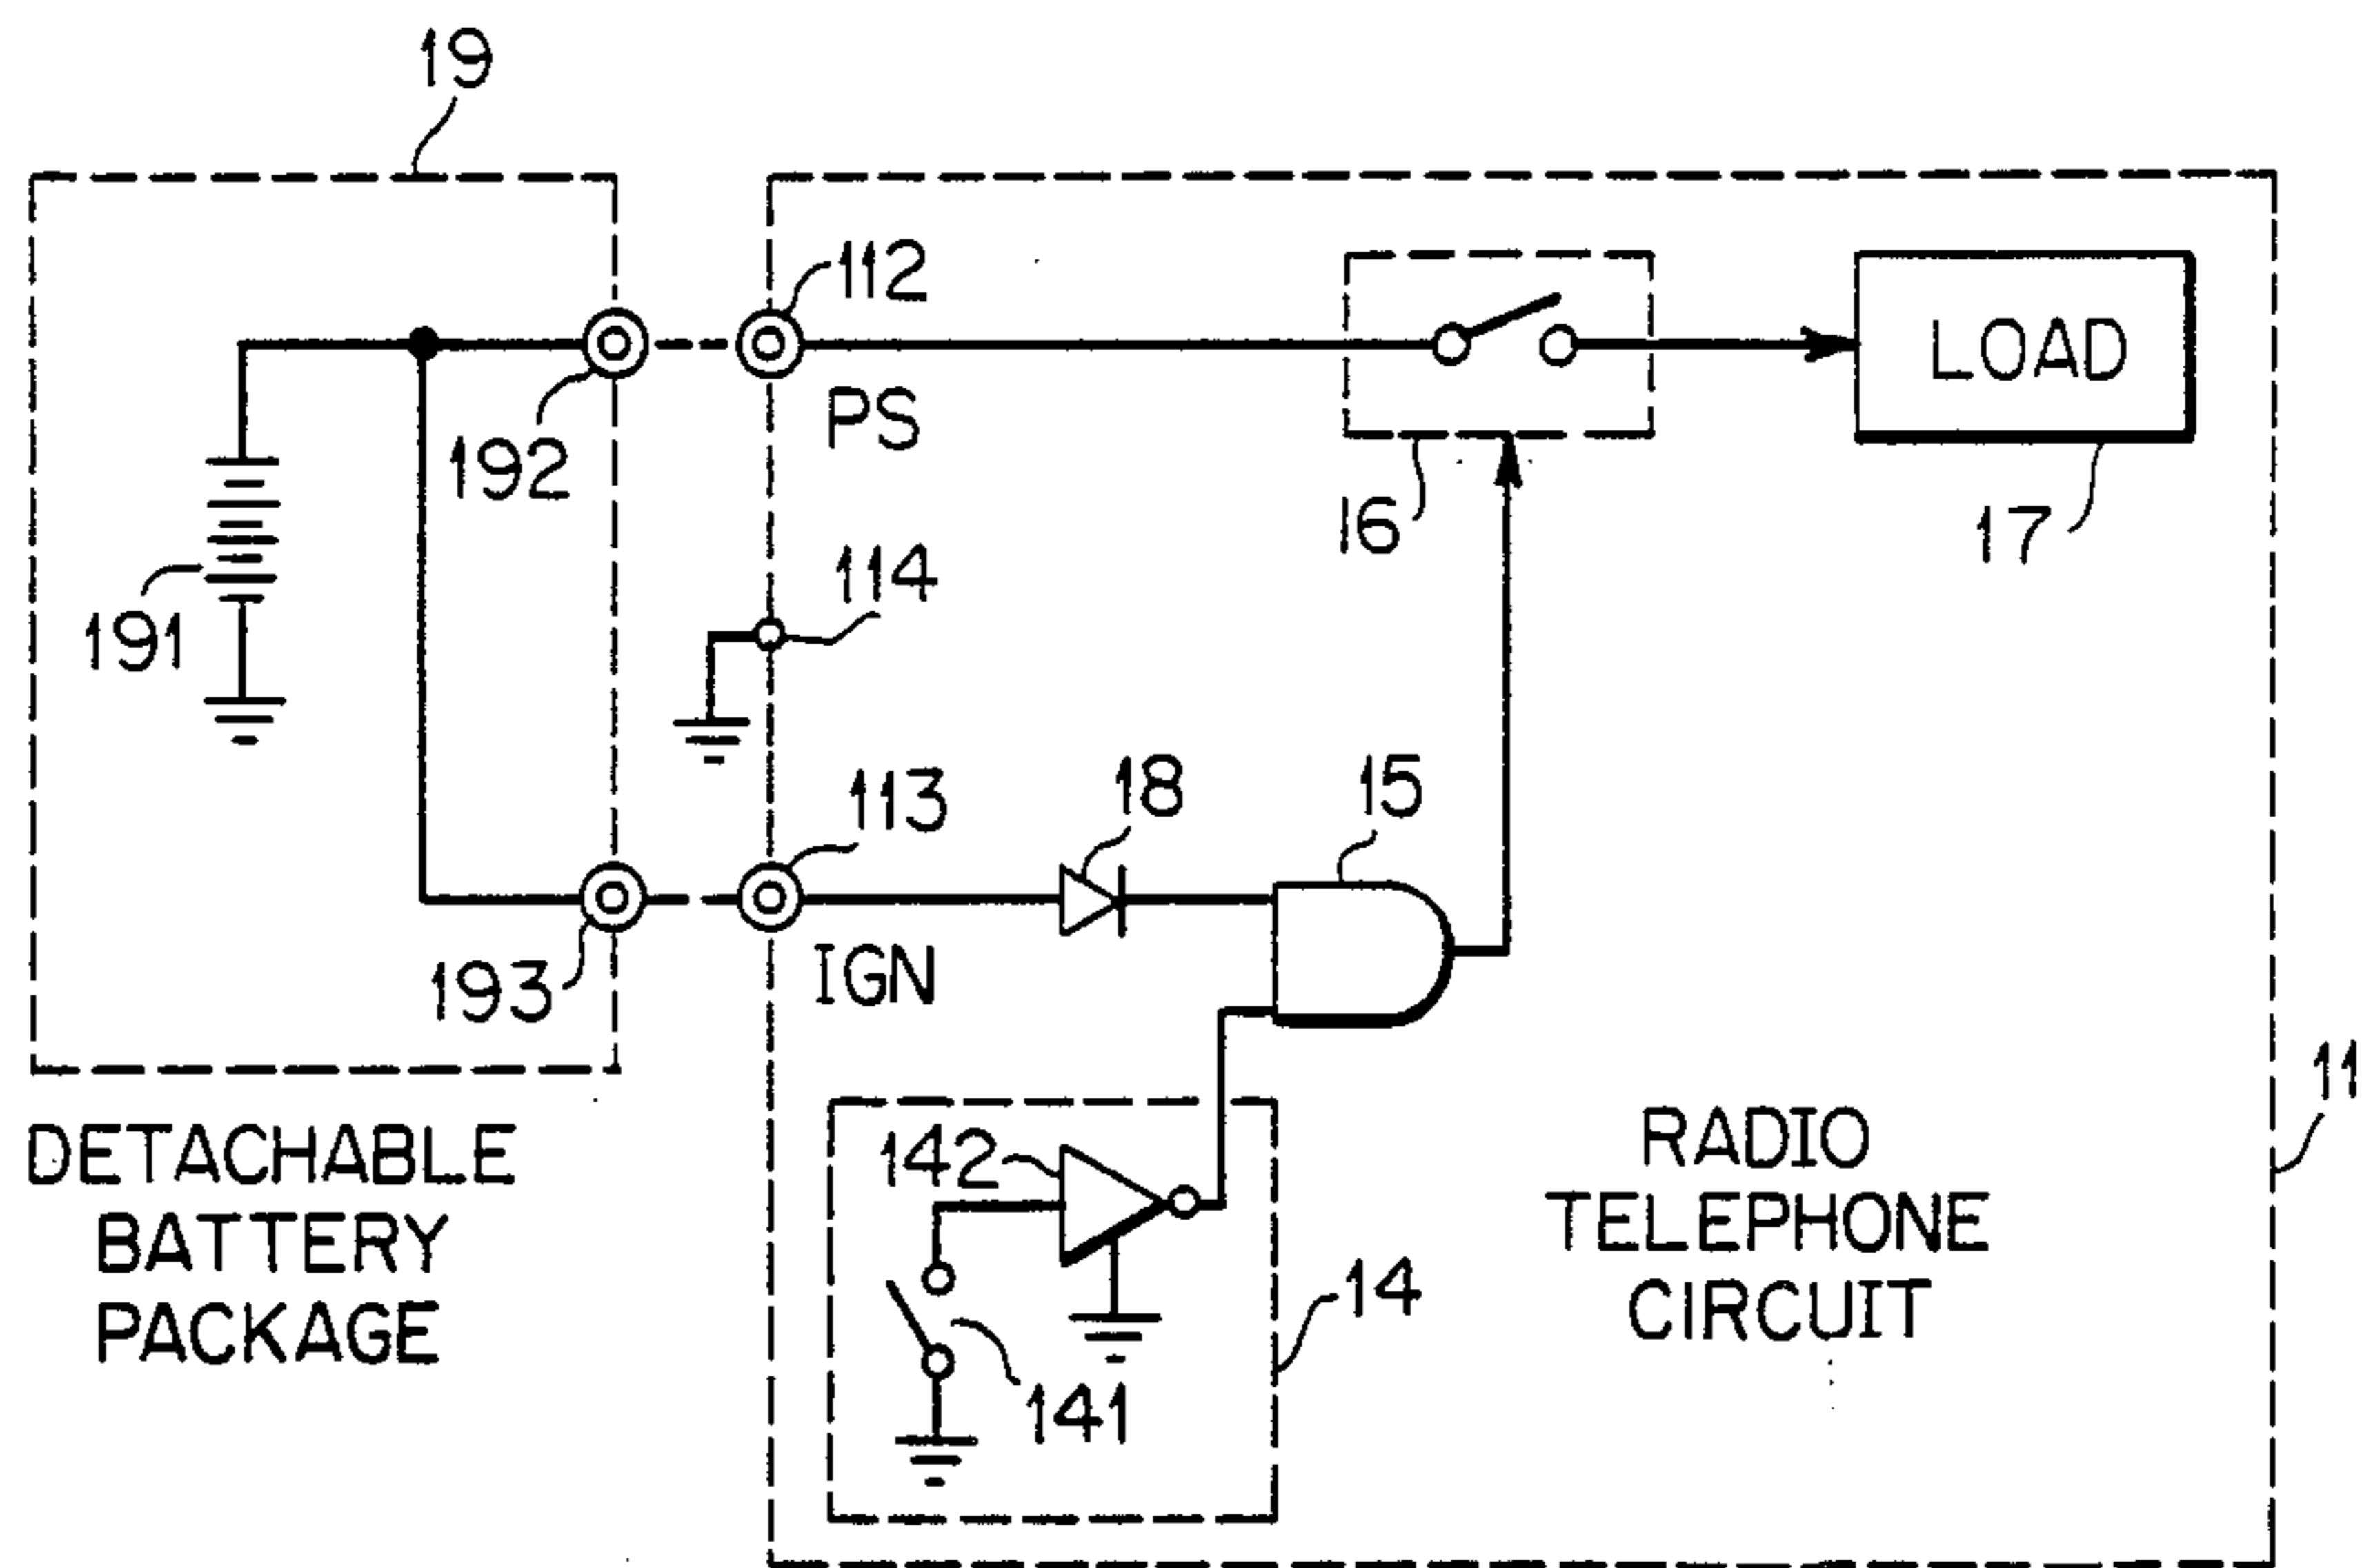 19
112
PS
192
LOAD
16
17
114
191
113
18
15
193
IGN
11
DETACHABLE
BATTERY
PACKAGE
142
RADIO
TELEPHONE
CIRCUIT
14
141